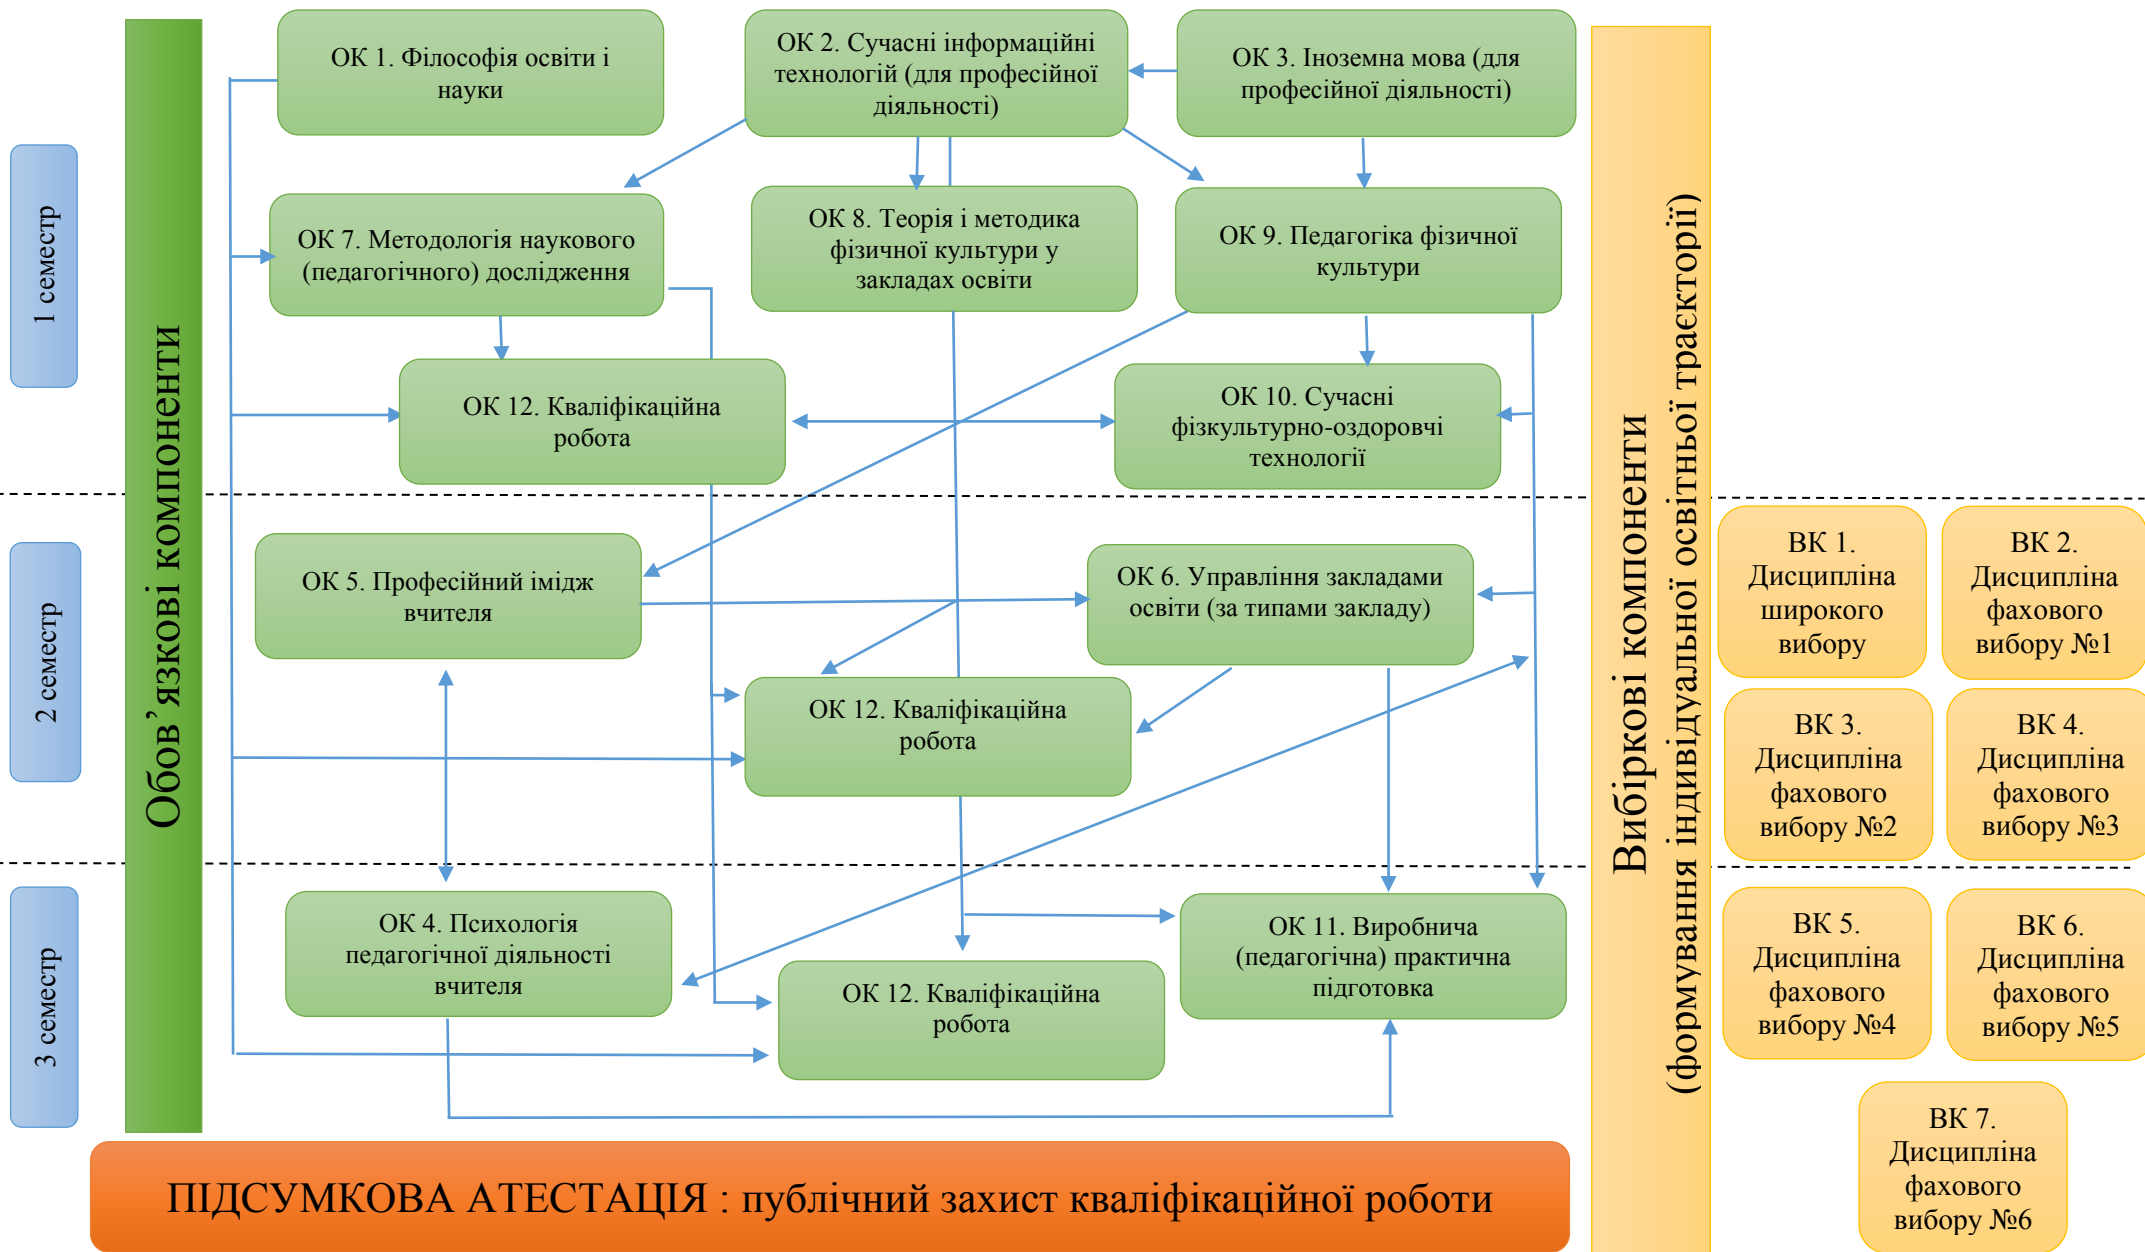 ОК 1. Філософія освіти і
науки
ОК 2. Сучасні інформаційні
технологій (для професійної
діяльності)
ОК 3. Іноземна мова (для
професійної діяльності)
1 семестр
Обов’язкові компоненти
ОК 7. Методологія наукового
(педагогічного) дослідження
ОК 8. Теорія і методика
фізичної культури у
закладах освіти
ОК 9. Педагогіка фізичної
культури
ОК 12. Кваліфікаційна
робота
ОК 10. Сучасні
фізкультурно-оздоровчі
технології
2 семестр
ОК 5. Професійний імідж
вчителя
ОК 6. Управління закладами
освіти (за типами закладу)
ОК 12. Кваліфікаційна
робота
3 семестр
ОК 4. Психологія
педагогічної діяльності
вчителя
ОК 12. Кваліфікаційна
робота
ОК 11. Виробнича
(педагогічна) практична
підготовка
ПІДСУМКОВА АТЕСТАЦІЯ : публічний захист кваліфікаційної роботи
Вибіркові компоненти
(формування індивідуальної освітньої траєкторії)
ВК 1.
Дисципліна
широкого
вибору
ВК 2.
Дисципліна
фахового
вибору №1
ВК 3.
Дисципліна
фахового
вибору №2
ВК 4.
Дисципліна
фахового
вибору №3
ВК 5.
Дисципліна
фахового
вибору №4
ВК 6.
Дисципліна
фахового
вибору №5
ВК 7.
Дисципліна
фахового
вибору №6